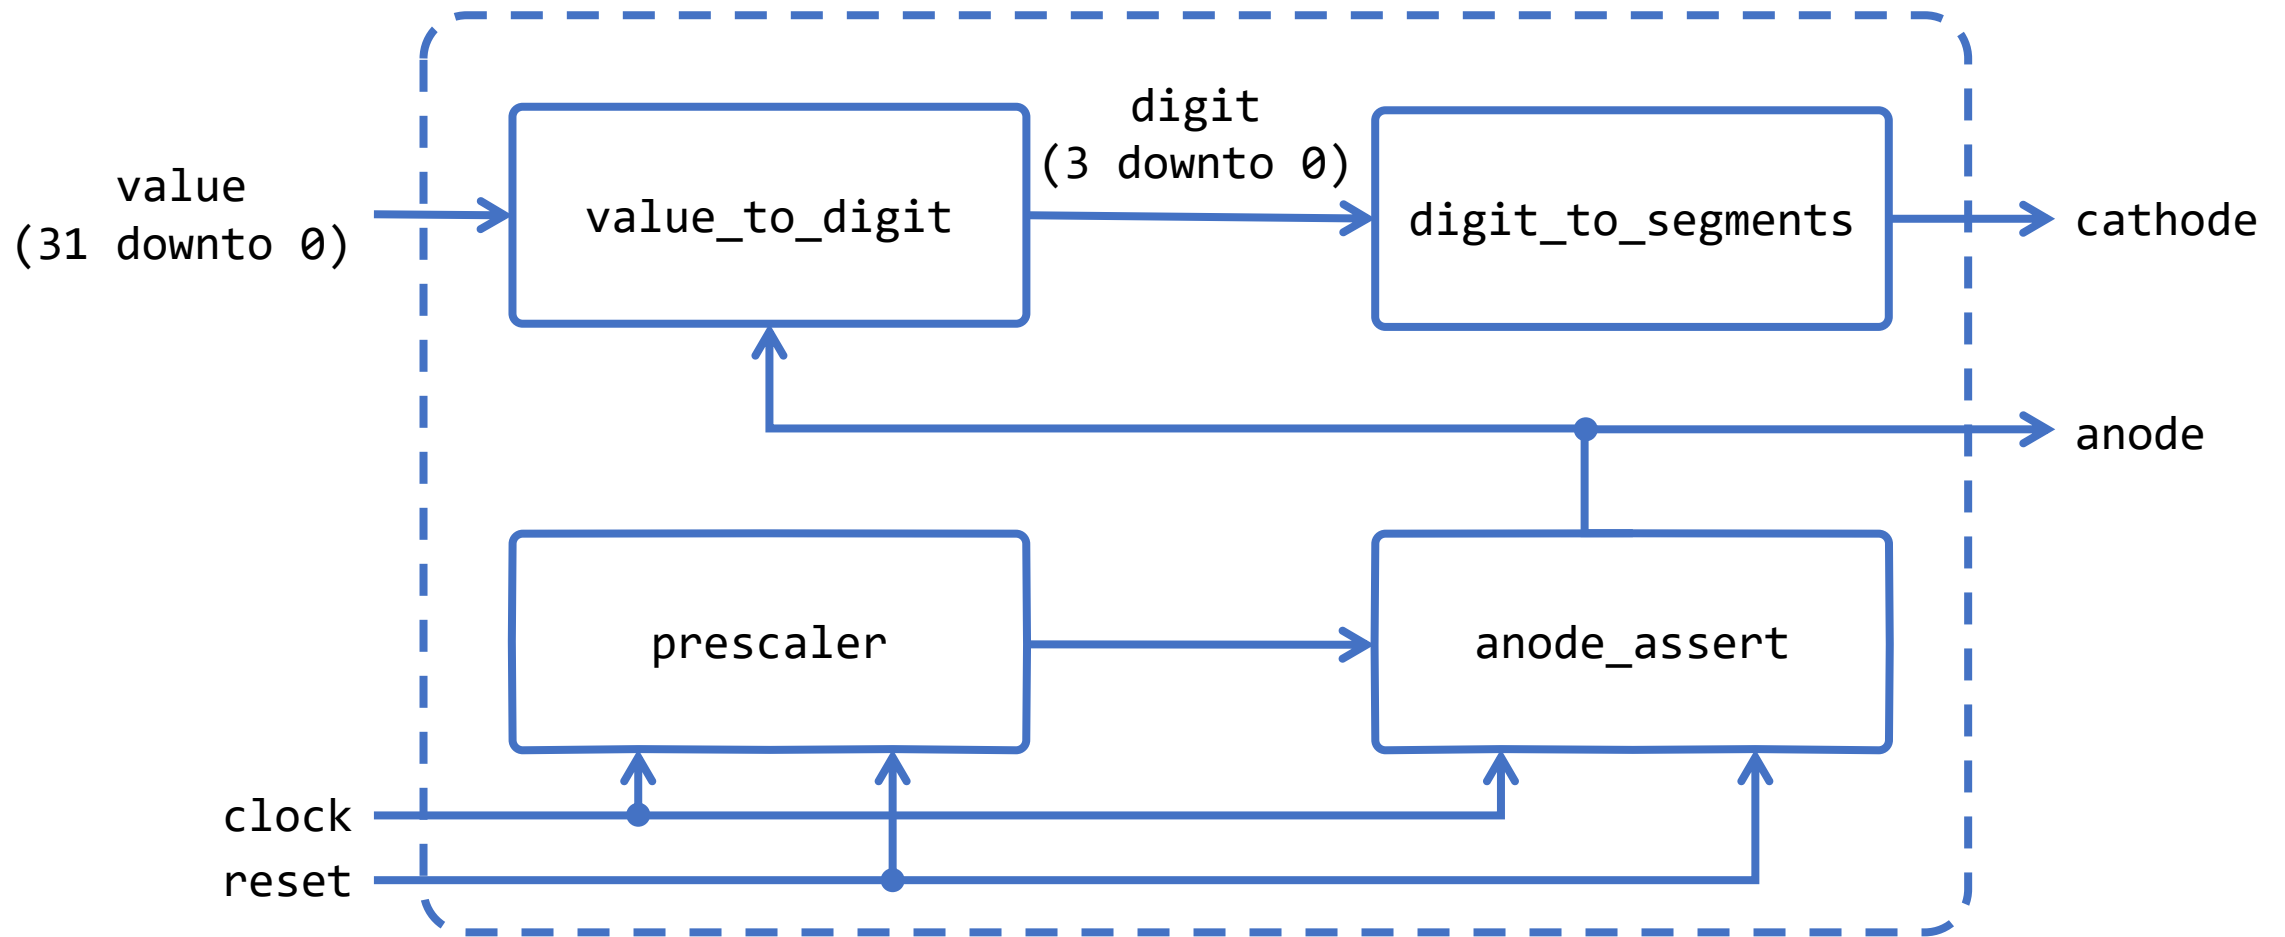 digit
(3 downto 0)
value
(31 downto 0)
value_to_digit
digit_to_segments
cathode
anode
prescaler
anode_assert
clock
reset